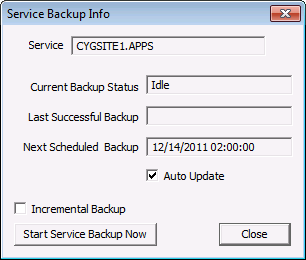 Service Backup Info
Service CYGSITE1.APPS
Current Backup Status Idle
Last Successful Backup
Next Scheduled Backup 12/14/2011 02:00:00
Auto Update
Incremental Backup
Start Service Backup Now Close